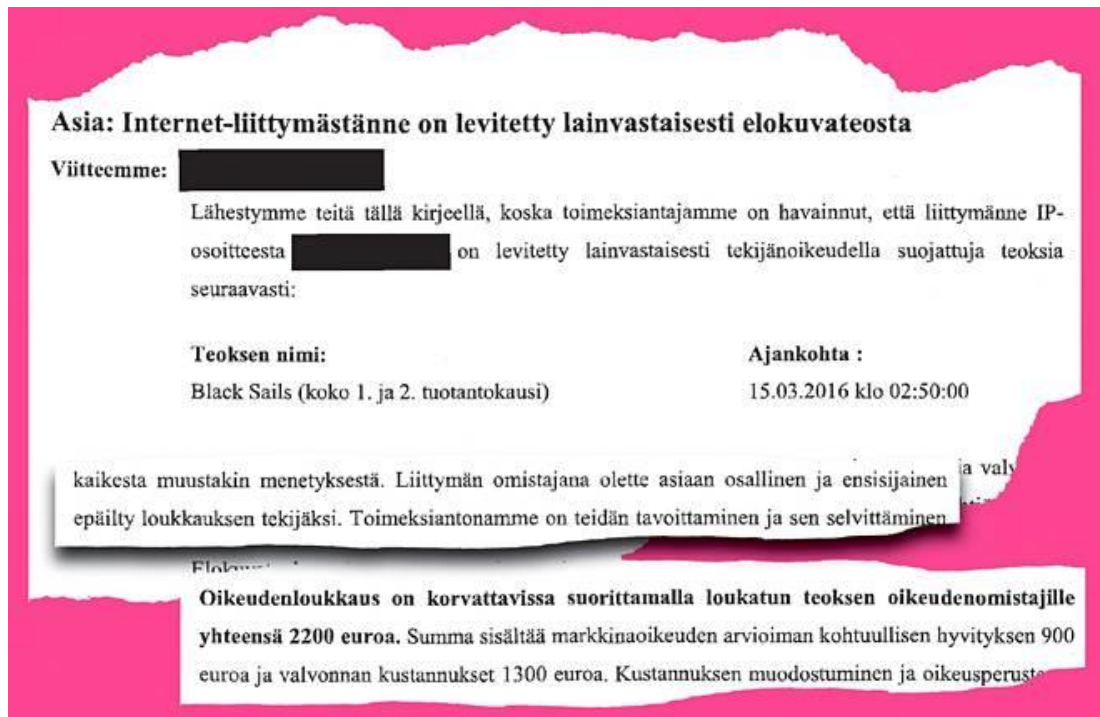 Asia: Internet-liittymästänne on levitetty lainvastaisesti elokuvateosta
Viitteemme:
Lähestymme teitä tällä kirjeellä, koska toimeksiantajamme on havainnut, että liittymänne IP-
osoitteesta on levitetty lainvastaisesti tekijänoikeudella suojattuja teoksia
seuraavasti:
Teoksen nimi: Ajankohta :
Black Sails (koko 1. ja 2. tuotantokausi) 15.03.2016 klo 02:50:00
kaikesta muustakin menetyksestä. Liittymän omistajana olette asiaan osallinen ja ensisijainen
epäilty loukkauksen tekijäksi. Toimeksiantonamme on teidän tavoittaminen ja sen selvittäminen
Oikeudenloukkaus on korvattavissa suorittamalla loukatun teoksen oikeudenomistajille
yhteensä 2200 euroa. Summa sisältää markkinaoikeuden arvioiman kohtuullisen hyvityksen 900
euroa ja valvonnan kustannukset 1300 euroa. Kustannuksen muodostuminen ja